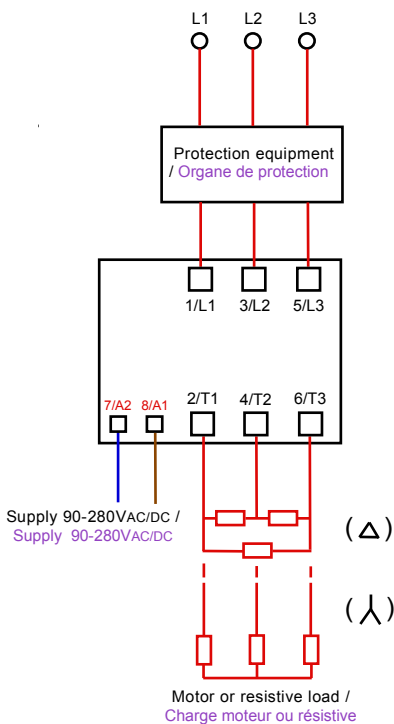 L1 L2 L3
Protection equipment
/ Organe de protection
1/L1 3/L2 5/L3
7/A2 8/A1 2/T1 4/T2 6/T3
Supply 90-280VAC/DC /
Supply 90-280VAC/DC
(△)
(⅄)
Motor or resistive load /
Charge moteur ou résistive